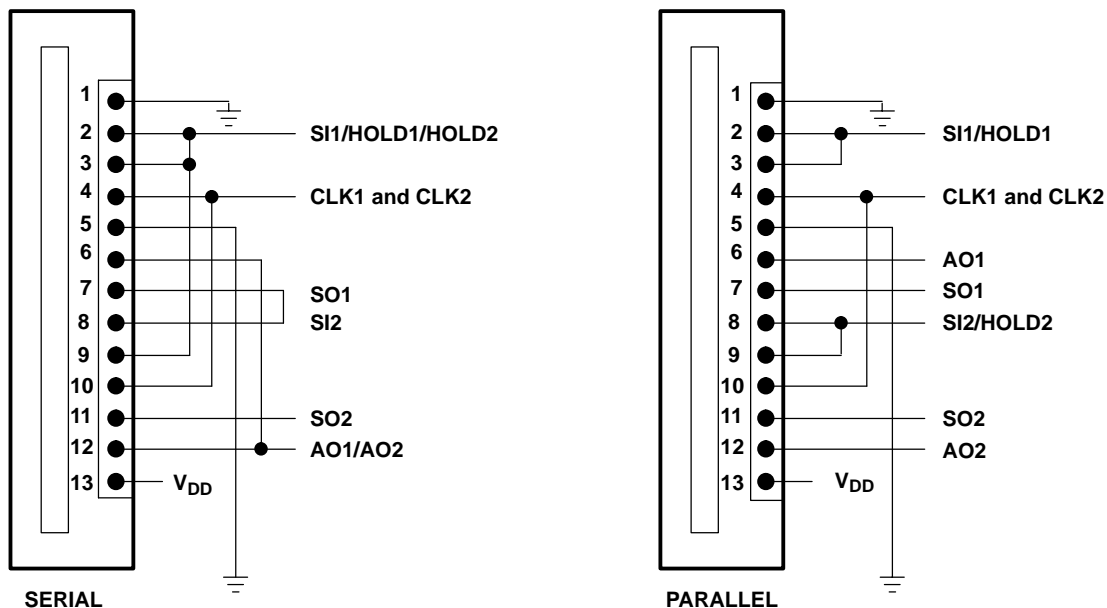 1
2 SI1/HOLD1/HOLD2
3
4 CLK1 and CLK2
5
6
7 SO1
8 SI2
9
10
11 SO2
12 AO1/AO2
13 VDD
SERIAL
1
2 SI1/HOLD1
3
4 CLK1 and CLK2
5
6 AO1
7 SO1
8 SI2/HOLD2
9
10
11 SO2
12 AO2
13 VDD
PARALLEL